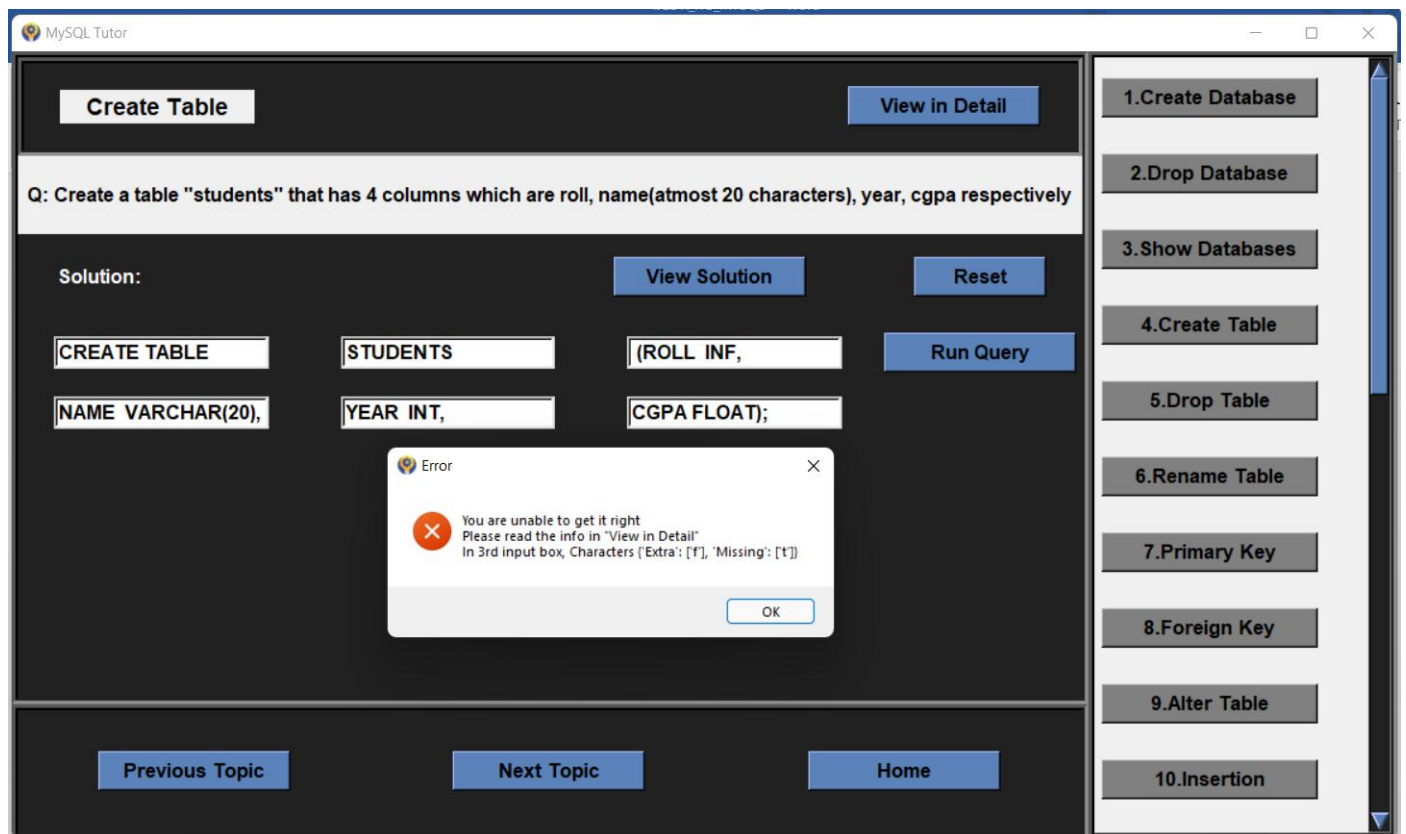 MySQL Tutor
Create Table
View in Detail
Q: Create a table "students" that has 4 columns which are roll, name(atmost 20 characters), year, cgpa respectively
Solution:
View Solution
Reset
CREATE TABLE
STUDENTS
(ROLL INF,
Run Query
NAME VARCHAR(20),
YEAR INT,
CGPA FLOAT);
Error
You are unable to get it right
Please read the info in "View in Detail"
In 3rd input box, Characters {'Extra': ['f'], 'Missing': ['t']}
OK
Previous Topic
Next Topic
Home
1.Create Database
2.Drop Database
3.Show Databases
4.Create Table
5.Drop Table
6.Rename Table
7.Primary Key
8.Foreign Key
9.Alter Table
10.Insertion